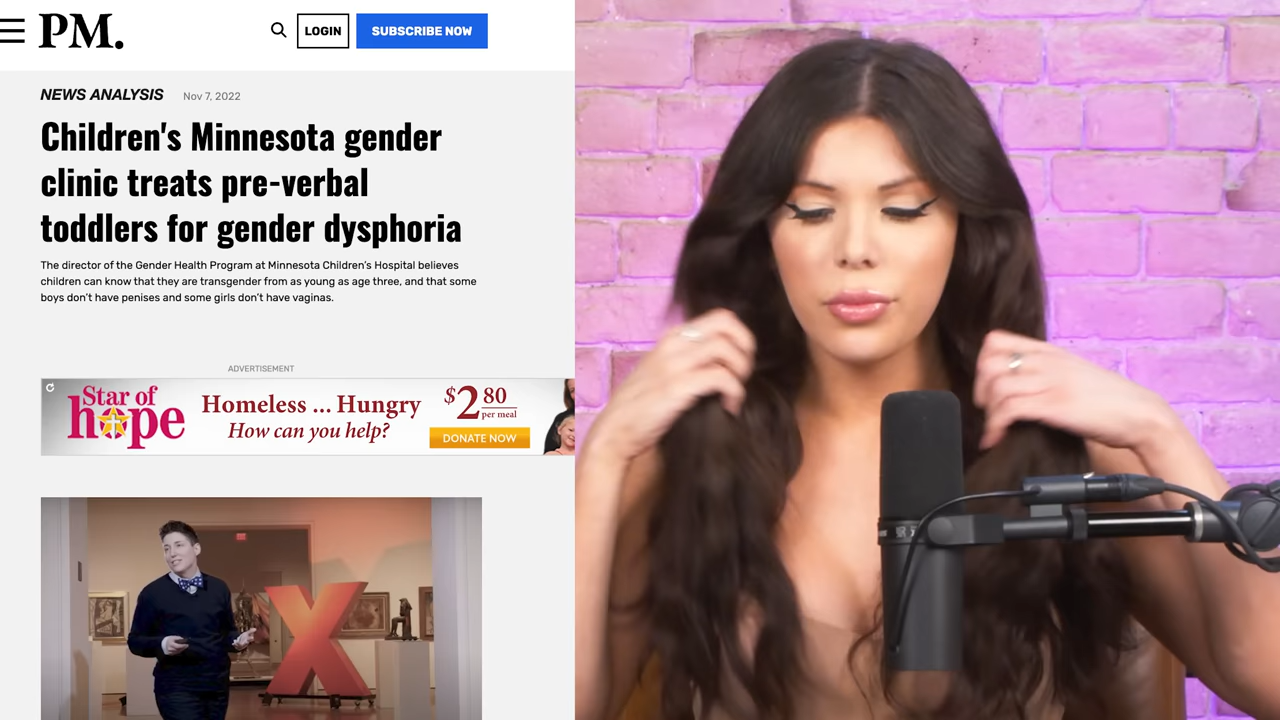 PM.
LOGIN
SUBSCRIBE NOW
NEWS ANALYSIS Nov 7, 2022
Children's Minnesota gender
clinic treats pre-verbal
toddlers for gender dysphoria
The director of the Gender Health Program at Minnesota Children's Hospital believes
children can know that they are transgender from as young as age three, and that some
boys don't have penises and some girls don't have vaginas.
ADVERTISEMENT
Star of
hope
Homeless ... Hungry
How can you help?
$2 80
per meal
DONATE NOW
X